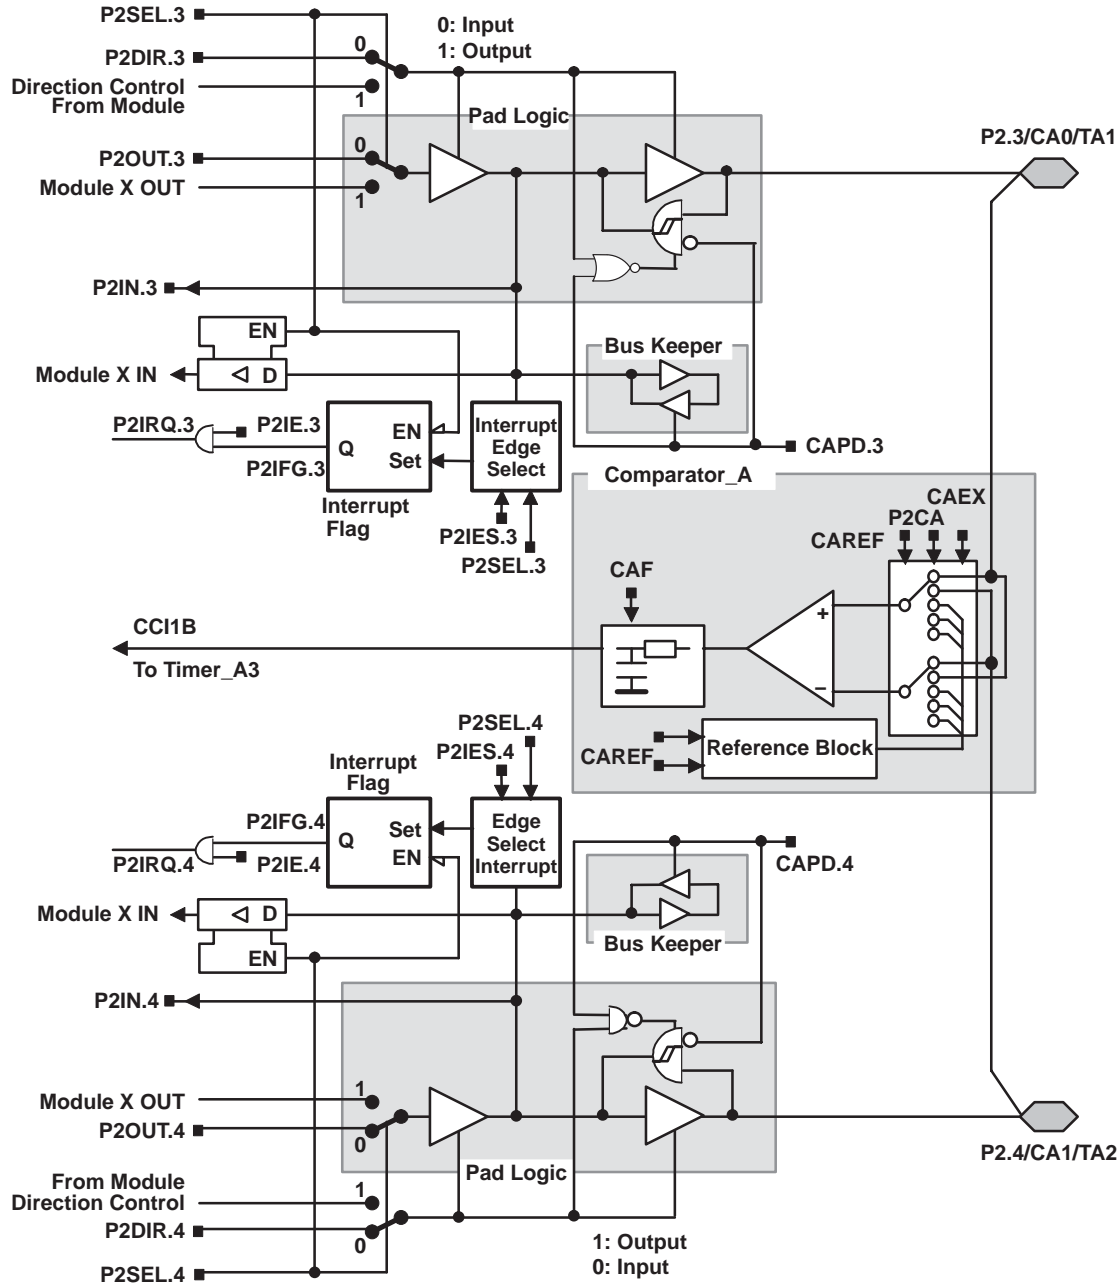 P2SEL.3
0: Input
1: Output
P2DIR.3
0
Direction Control
From Module
1
Pad Logic
P2.3/CA0/TA1
P2OUT.3
0
Module X OUT
1
P2IN.3
EN
Bus Keeper
Module X IN
D
P2IRQ.3
P2IE.3
P2IFG.3
Q
EN
Set
Interrupt
Edge
Select
CAPD.3
Interrupt
Flag
P2IES.3
P2SEL.3
Comparator_A
CAEX
P2CA
CAREF
CAF
CCI1B
To Timer_A3
+
−
Reference Block
CAREF
P2SEL.4
P2IES.4
Interrupt
Flag
P2IFG.4
P2IRQ.4
P2IE.4
Q
Set
EN
Edge
Select
Interrupt
CAPD.4
Module X IN
D
EN
Bus Keeper
P2IN.4
Module X OUT
1
P2OUT.4
0
Pad Logic
P2.4/CA1/TA2
From Module
Direction Control
1
P2DIR.4
0
1: Output
0: Input
P2SEL.4